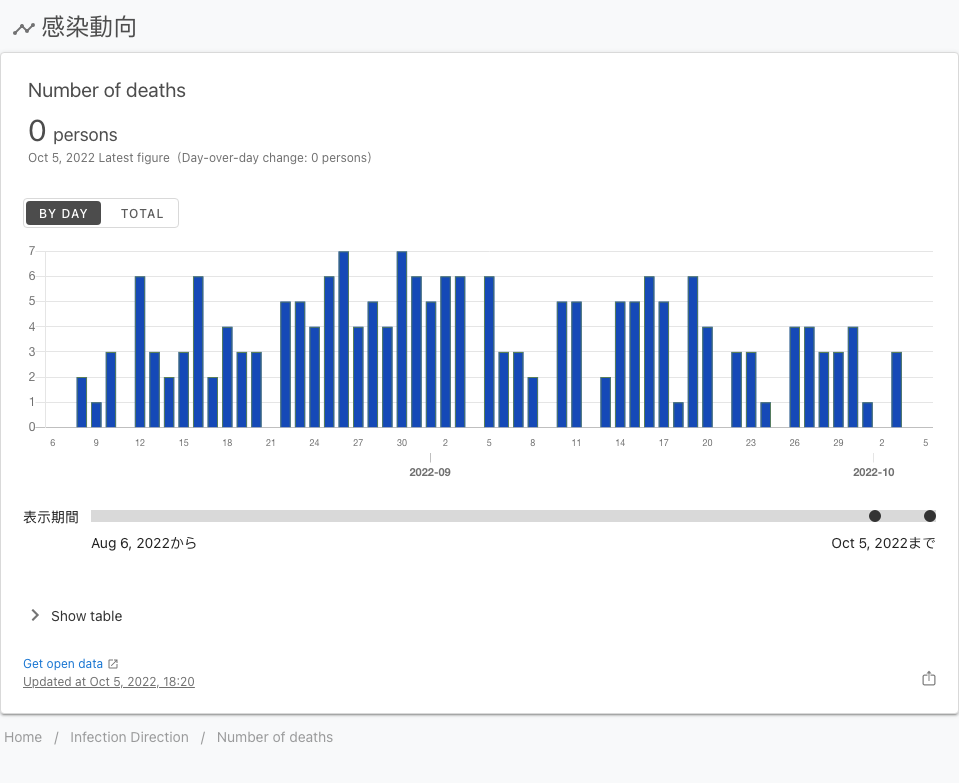 感染動向
Number of deaths
0 persons
Oct 5, 2022 Latest figure (Day-over-day change: 0 persons)
BY DAY TOTAL
7
6
5
4
3
2
1
0
6 9 12 15 18 21 24 27 30 2 5 8 11 14 17 20 23 26 29 2 5
2022-09 2022-10
表示期間
Aug 6, 2022から Oct 5, 2022まで
Show table
Get open data
Updated at Oct 5, 2022, 18:20
Home / Infection Direction / Number of deaths